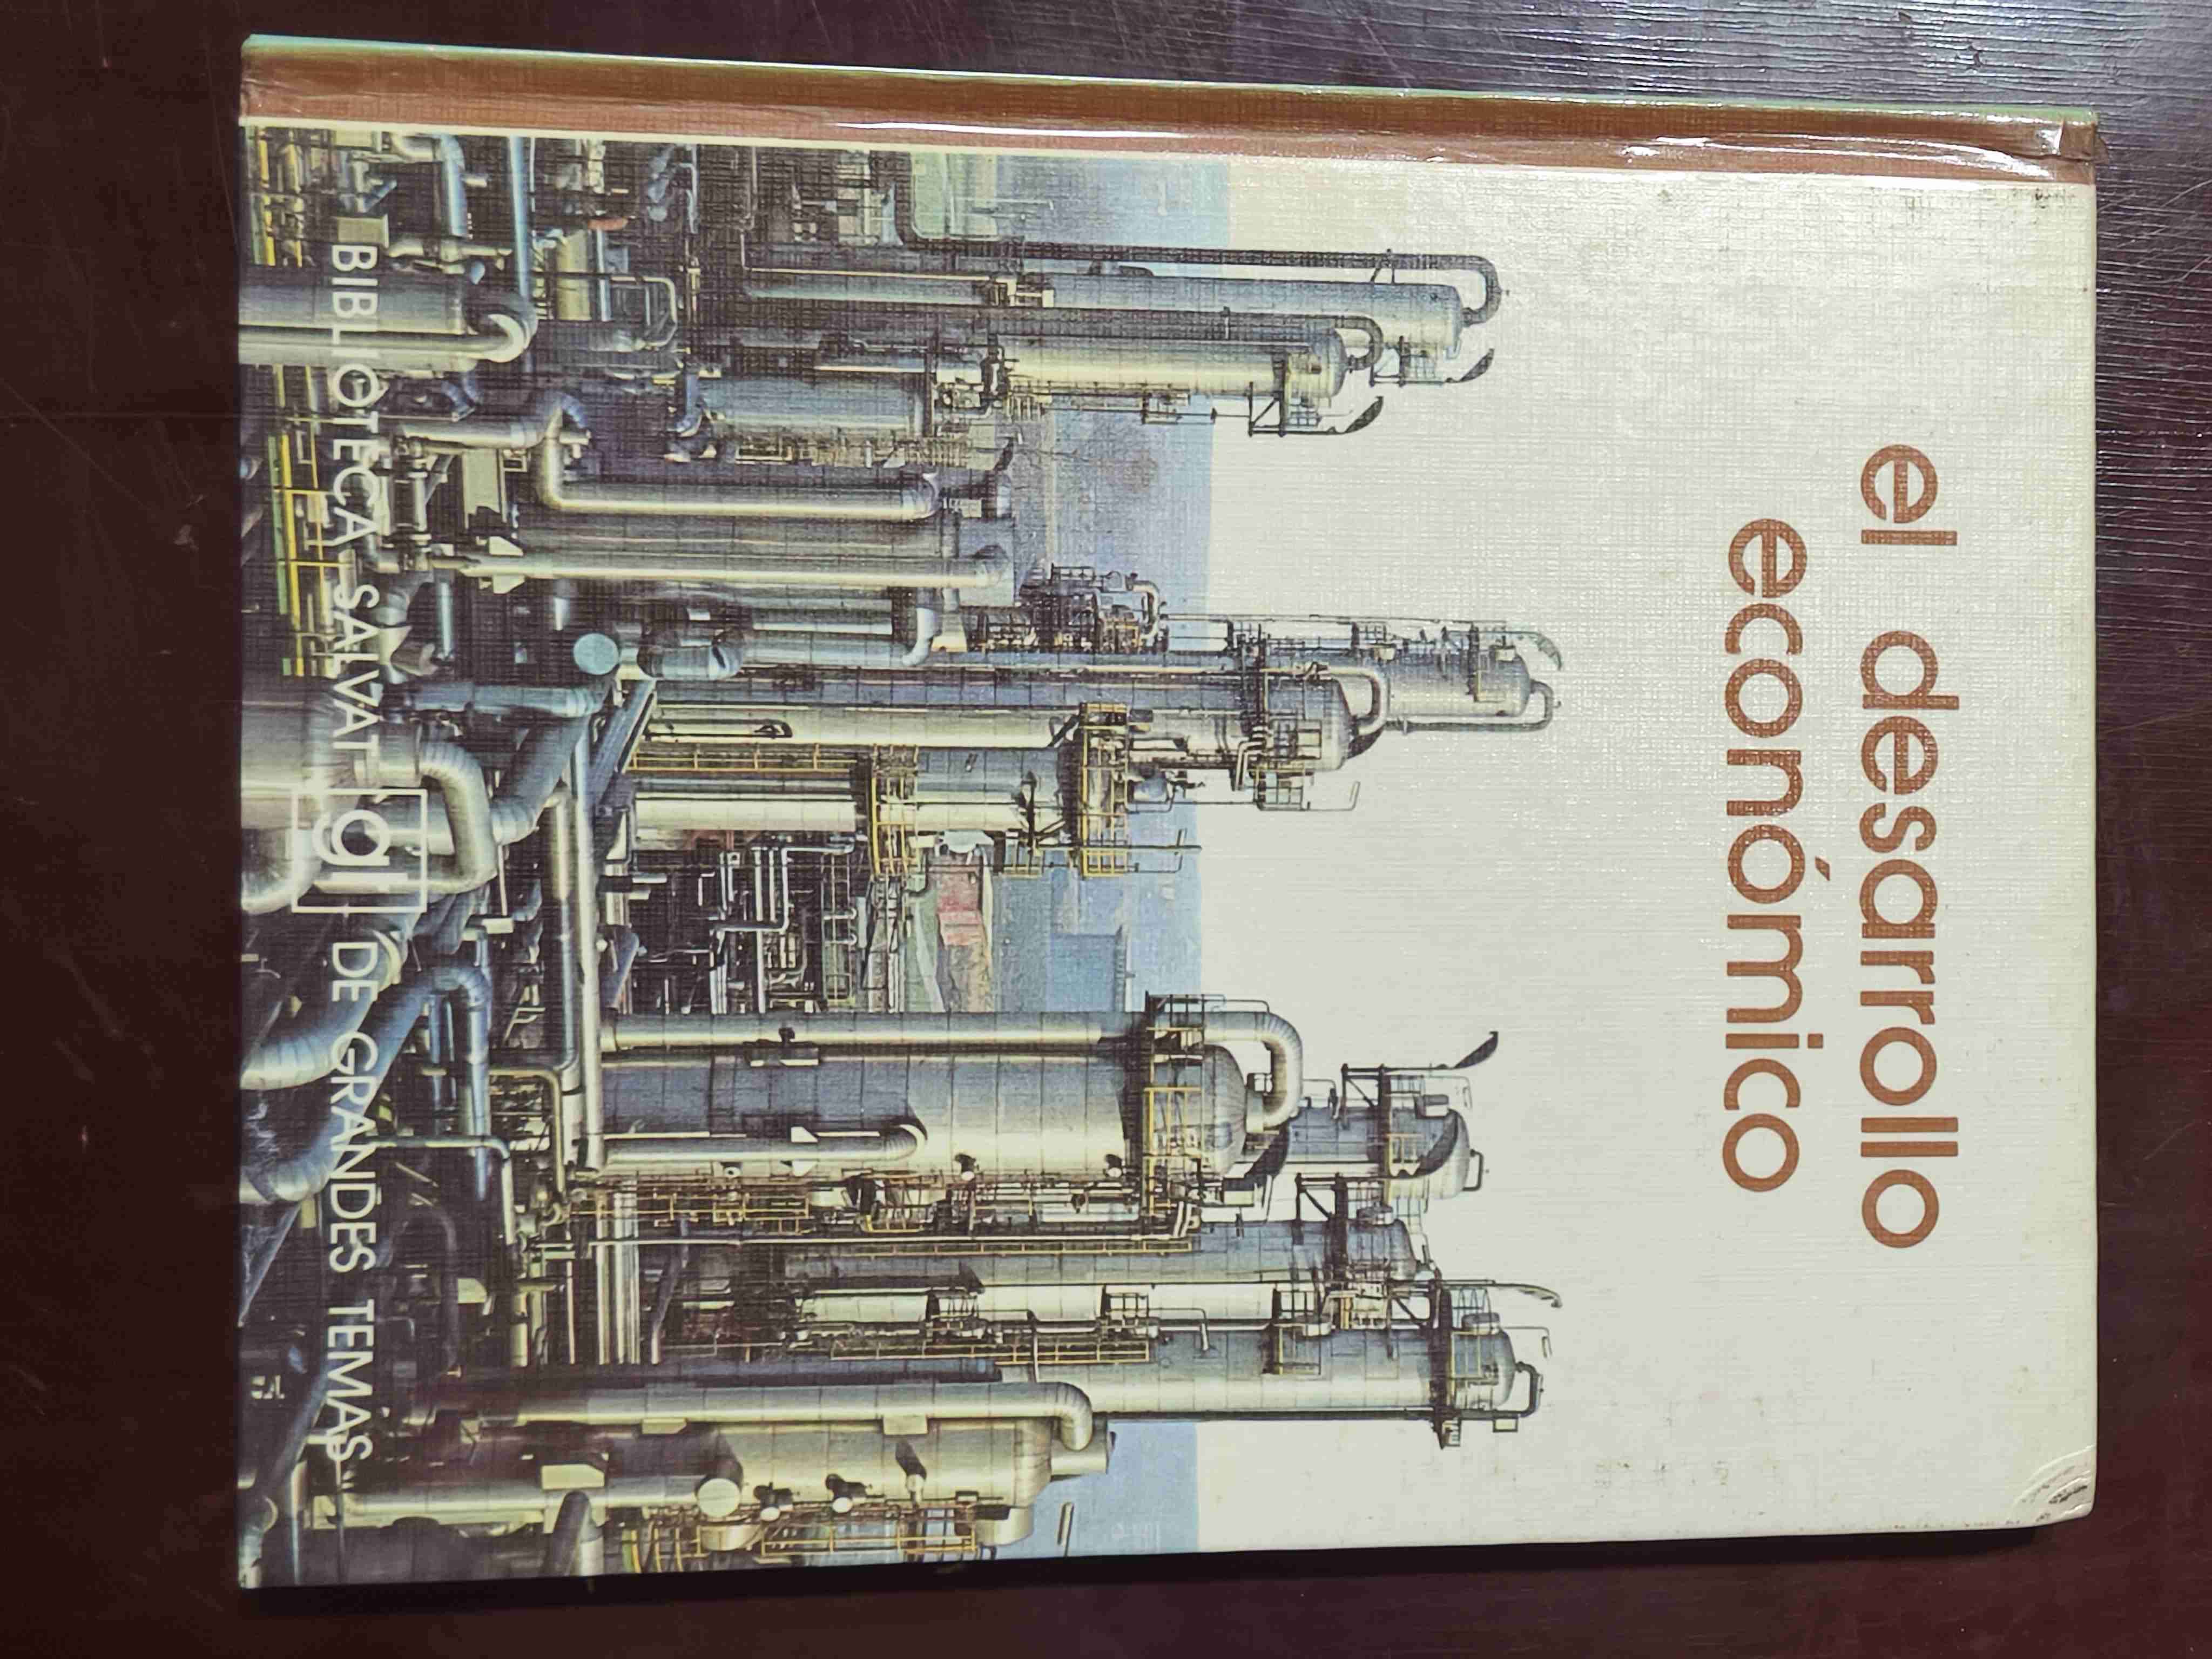 el desarrollo
económico
BIBLIOTECA SALVAT gt DE GRANDES TEMAS